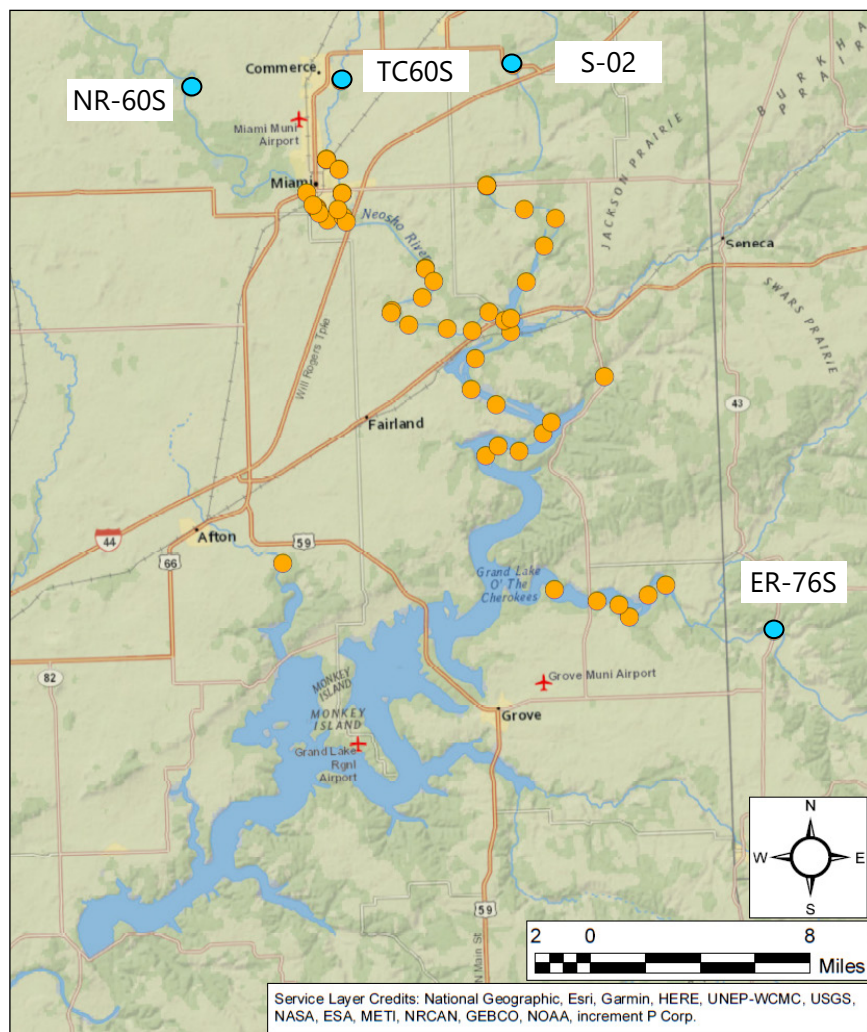 NR-60S
Commerce
TC60S
S-02
BURKHA
PRAIRIE
Miami Muni
Airport
Miami
JACKSON PRAIRIE
Neosho River
Seneca
SWARS PRAIRIE
Will Rogers Tple
43
Fairland
44
Afton
59
66
Grand Lake
O' The
Cherokees
ER-76S
82
MONKEY
ISLAND
Grove Muni Airport
MONKEY
ISLAND
Grove
Grand Lake
Rgnl
Airport
N
W E
S
59
N Main St
2 0 8
Miles
Service Layer Credits: National Geographic, Esri, Garmin, HERE, UNEP-WCMC, USGS,
NASA, ESA, METI, NRCAN, GEBCO, NOAA, increment P Corp.